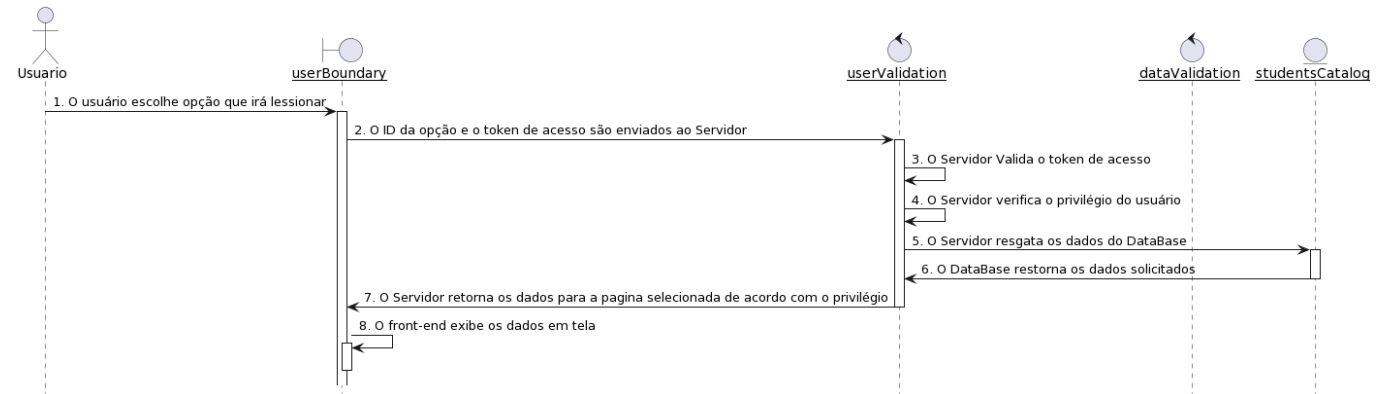 Usuario
userBoundary
userValidation
dataValidation
studentsCatalog
1. O usuário escolhe opção que irá lessionar
2. O ID da opção e o token de acesso são enviados ao Servidor
3. O Servidor Valida o token de acesso
4. O Servidor verifica o privilégio do usuário
5. O Servidor resgata os dados do DataBase
6. O DataBase restorna os dados solicitados
7. O Servidor retorna os dados para a pagina selecionada de acordo com o privilégio
8. O front-end exibe os dados em tela